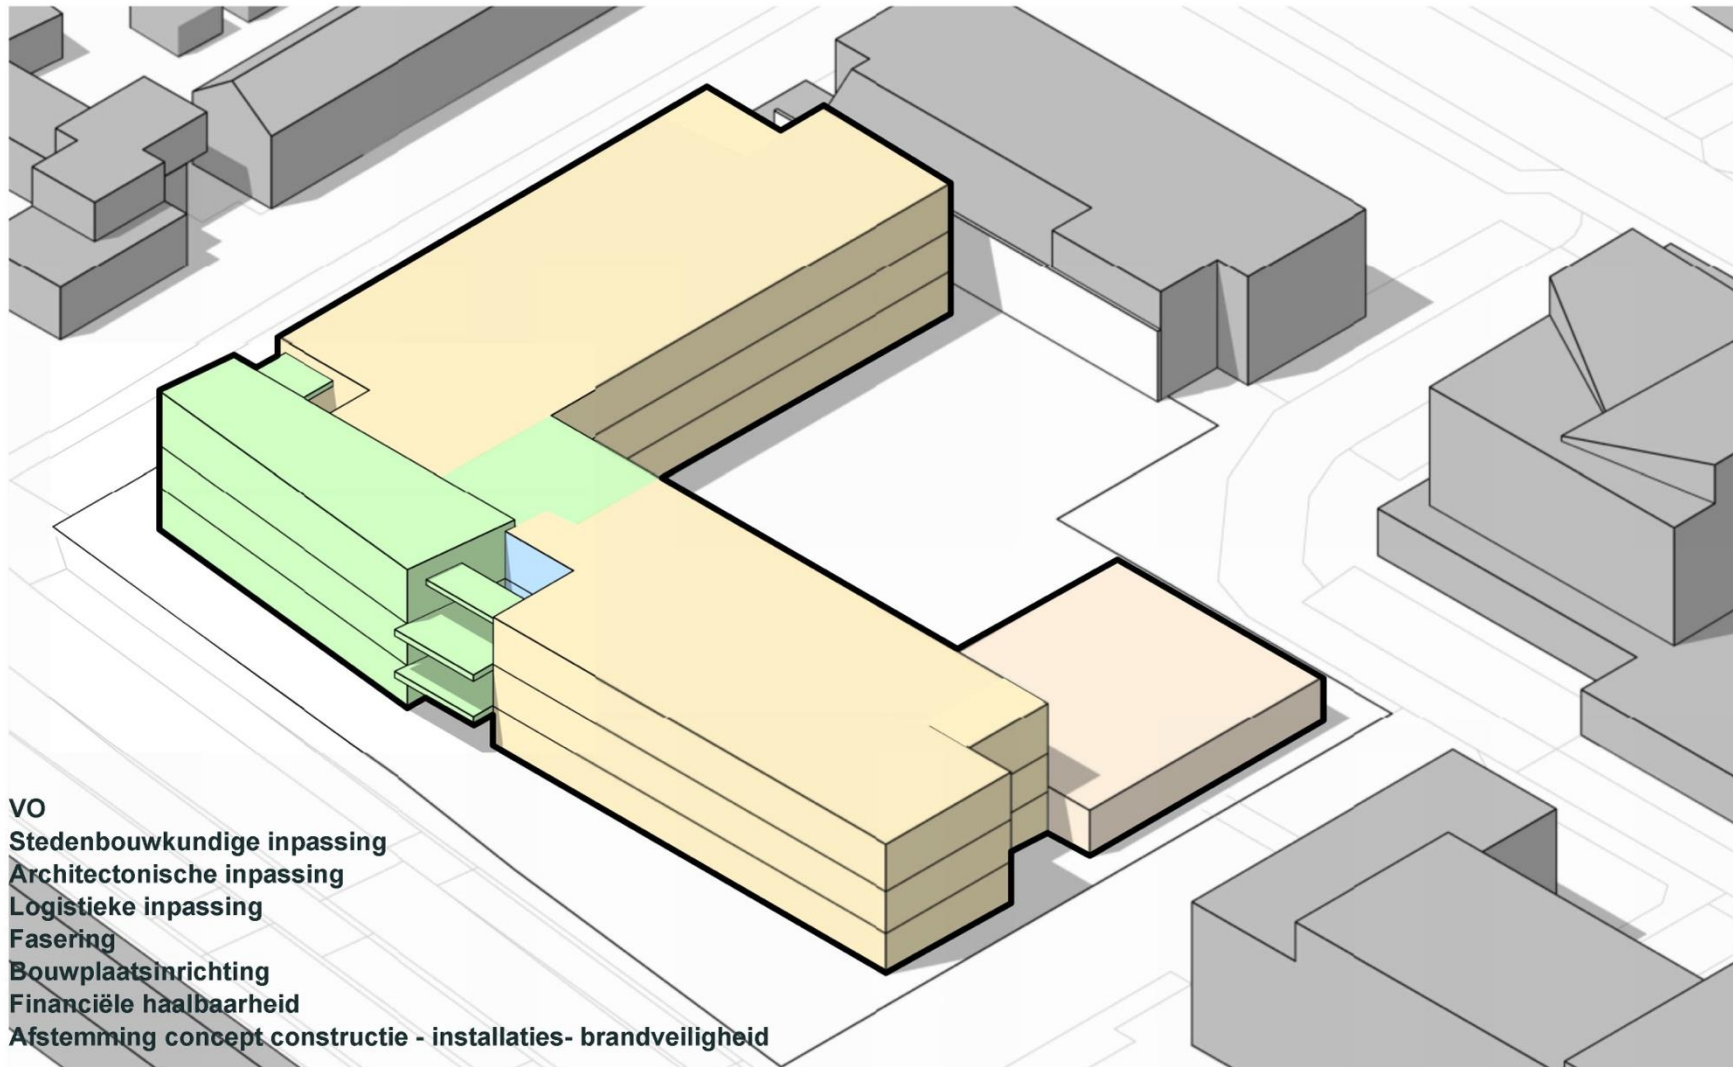 VO
Stedenbouwkundige inpassing
Architectonische inpassing
Logistieke inpassing
Fasering
Bouwplaatsinrichting
Financiële haalbaarheid
Afstemming concept constructie - installaties- brandveiligheid